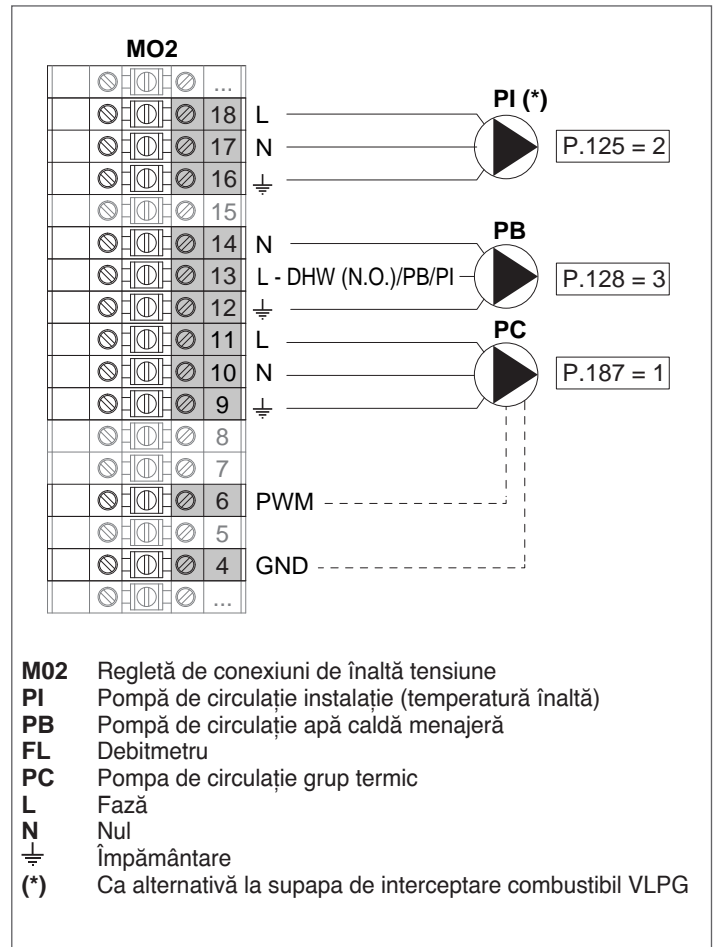 MO2
...
18 L
PI (*)
17 N
P.125 = 2
16
15
PB
14 N
13 L - DHW (N.O.)/PB/PI
P.128 = 3
12
PC
11 L
10 N
P.187 = 1
9
8
7
6 PWM
5
4 GND
...
M02 Regletă de conexiuni de înaltă tensiune
PI Pompă de circulație instalație (temperatură înaltă)
PB Pompă de circulație apă caldă menajeră
FL Debitmetru
PC Pompa de circulație grup termic
L Fază
N Nul
⏚ Împământare
(*) Ca alternativă la supapa de interceptare combustibil VLPG